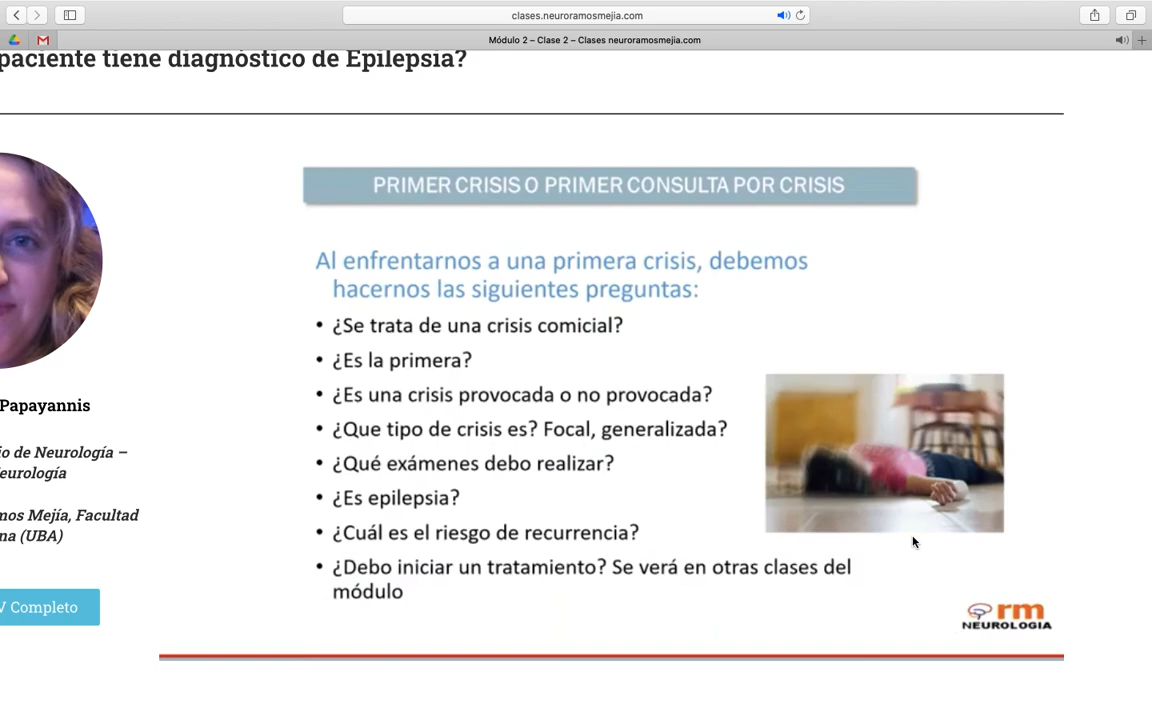 clases.neuroramosmejia.com
Módulo 2 – Clase 2 – Clases neuroramosmejia.com
paciente tiene diagnóstico de Epilepsia?
PRIMER CRISIS O PRIMER CONSULTA POR CRISIS
Al enfrentarnos a una primera crisis, debemos
hacernos las siguientes preguntas:
• ¿Se trata de una crisis comicial?
• ¿Es la primera?
• ¿Es una crisis provocada o no provocada?
• ¿Que tipo de crisis es? Focal, generalizada?
• ¿Qué exámenes debo realizar?
• ¿Es epilepsia?
• ¿Cuál es el riesgo de recurrencia?
• ¿Debo iniciar un tratamiento? Se verá en otras clases del
módulo
Papayannis
io de Neurología –
eurología
mos Mejía, Facultad
na (UBA)
V Completo
rm
NEUROLOGIA